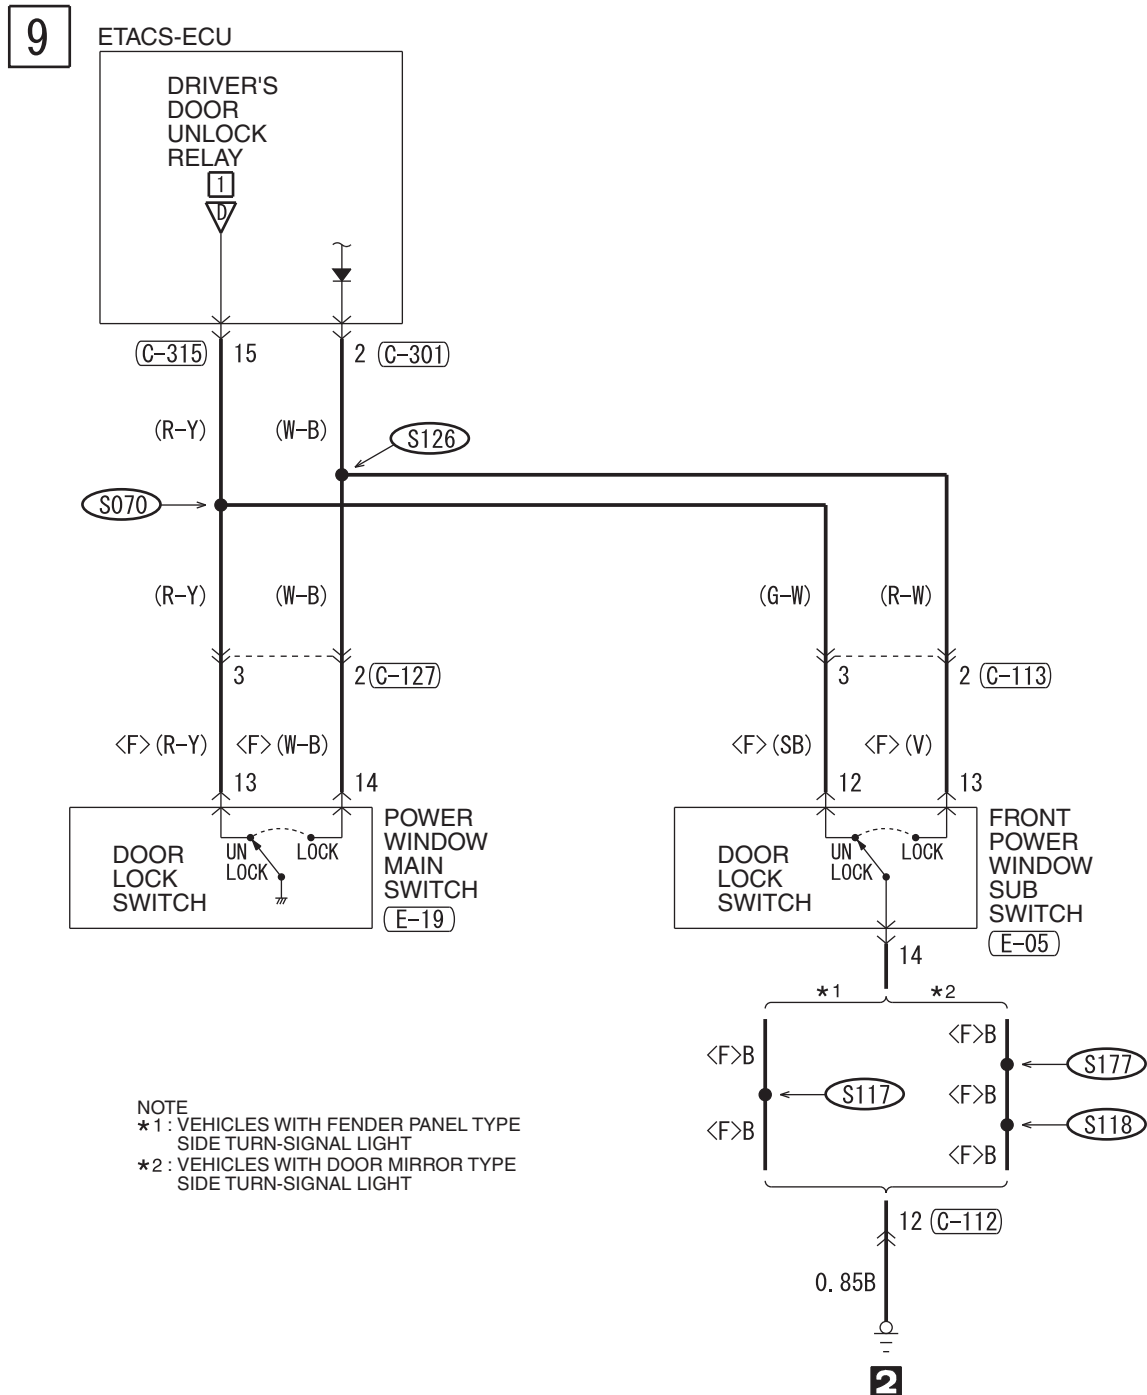 9
ETACS-ECU
DRIVER'S
DOOR
UNLOCK
RELAY
1
D
C-315 15 2 C-301
(R-Y) (W-B) S126
S070
(R-Y) (W-B) (G-W) (R-W)
3 2 C-127 3 2 C-113
<F>(R-Y) <F>(W-B) <F>(SB) <F>(V)
13 14 12 13
DOOR
LOCK
SWITCH
UN
LOCK
LOCK
POWER
WINDOW
MAIN
SWITCH
E-19
DOOR
LOCK
SWITCH
UN
LOCK
LOCK
FRONT
POWER
WINDOW
SUB
SWITCH
E-05
14
*1 *2
<F>B
S117
<F>B
<F>B
S177
<F>B
S118
<F>B
NOTE
*1 : VEHICLES WITH FENDER PANEL TYPE
SIDE TURN-SIGNAL LIGHT
*2 : VEHICLES WITH DOOR MIRROR TYPE
SIDE TURN-SIGNAL LIGHT
12 C-112
0.85B
2